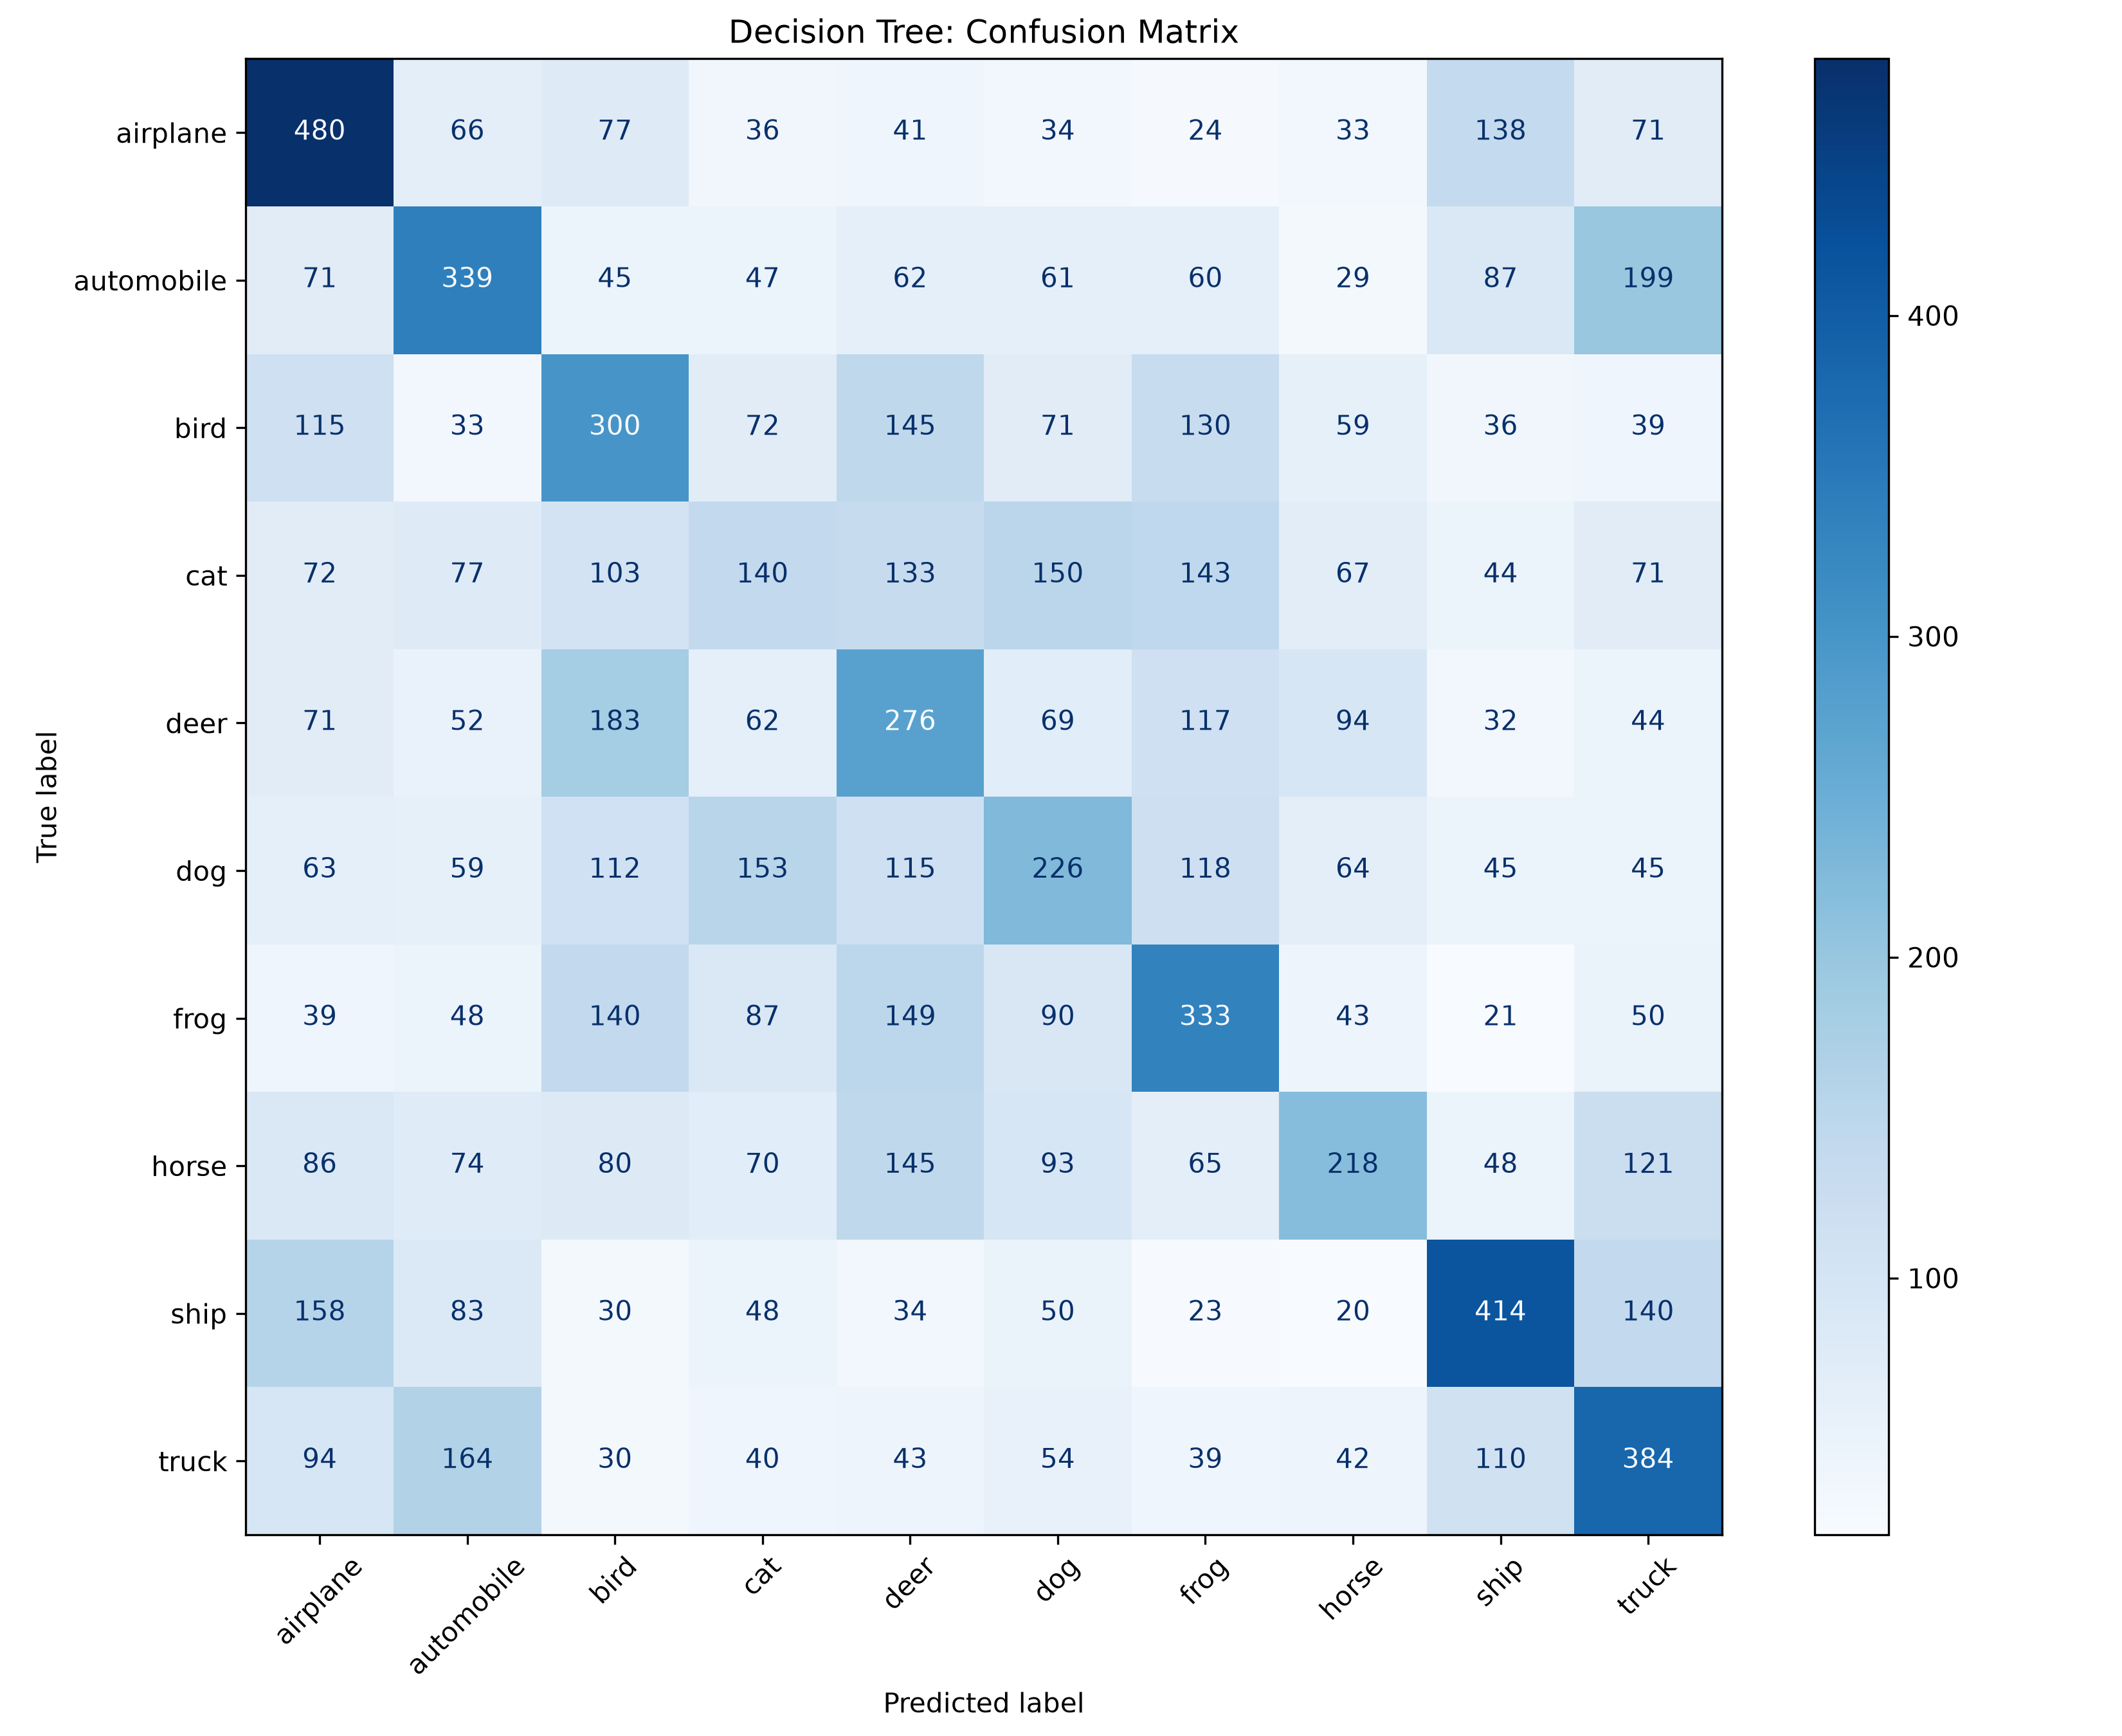 Decision Tree: Confusion Matrix
True label
airplane 480 66 77 36 41 34 24 33 138 71
automobile 71 339 45 47 62 61 60 29 87 199
bird 115 33 300 72 145 71 130 59 36 39
cat 72 77 103 140 133 150 143 67 44 71
deer 71 52 183 62 276 69 117 94 32 44
dog 63 59 112 153 115 226 118 64 45 45
frog 39 48 140 87 149 90 333 43 21 50
horse 86 74 80 70 145 93 65 218 48 121
ship 158 83 30 48 34 50 23 20 414 140
truck 94 164 30 40 43 54 39 42 110 384
airplane automobile bird cat deer dog frog horse ship truck
Predicted label
400
300
200
100